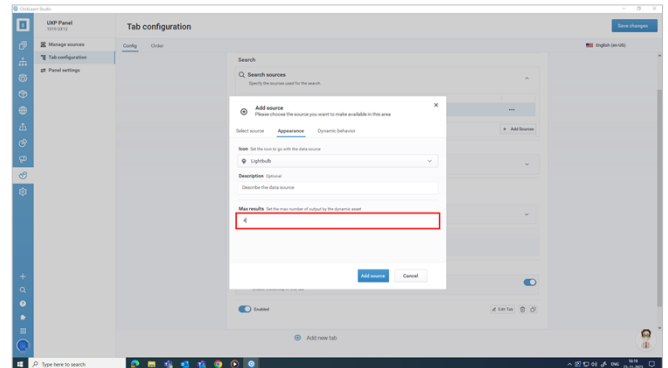 UXP Panel
Tab configuration
Save changes
Manage sources
Tab configuration
Panel settings
Config
Order
English (en-US)
Search
Search sources
Specify the sources used for the search
Add Sources
Add source
Please choose the source you want to make available in this area
Select source
Appearance
Dynamic behavior
Icon Set the icon to go with the data source
Lightbulb
Description Optional
Describe the data source
Max results Set the max number of output by the dynamic asset
Add source
Cancel
Enabled
Edit Tab
Add new tab
Type here to search
ENG
16:19